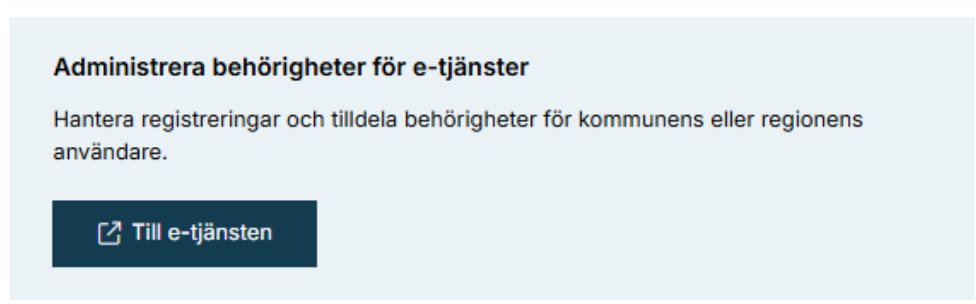 Administrera behörigheter för e-tjänster
Hantera registreringar och tilldela behörigheter för kommunens eller regionens
användare.
Till e-tjänsten